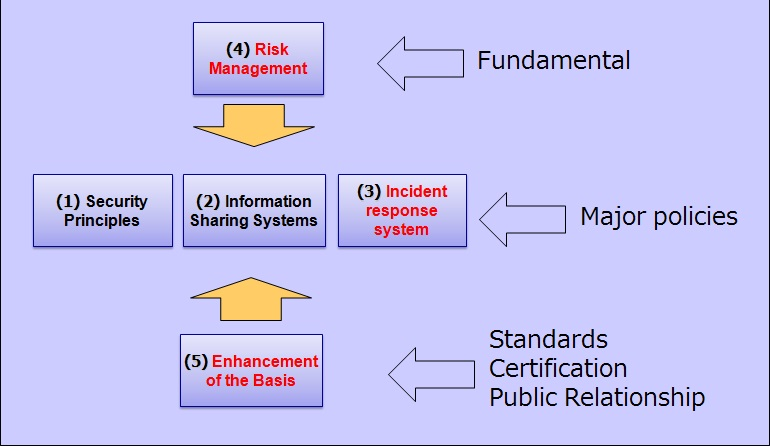 (4) Risk
Management
Fundamental
(1) Security
Principles
(2) Information
Sharing Systems
(3) Incident
response
system
Major policies
(5) Enhancement
of the Basis
Standards
Certification
Public Relationship